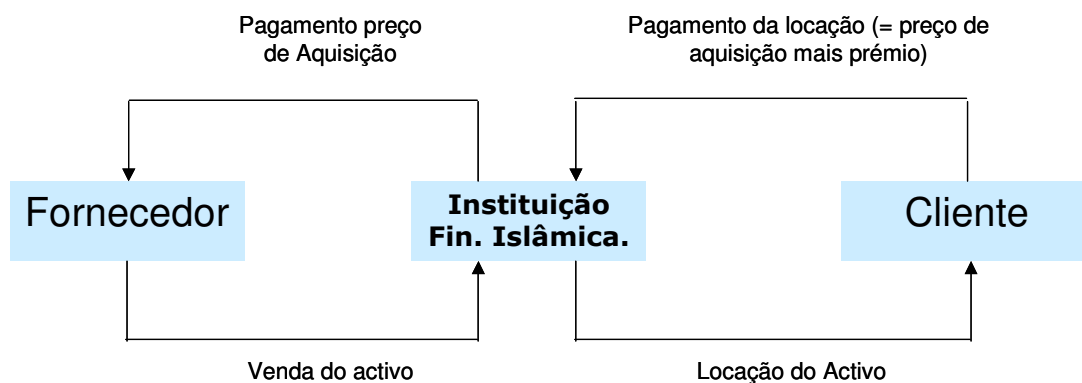 Pagamento preço
de Aquisição
Pagamento da locação (= preço de
aquisição mais prémio)
Fornecedor
Instituição
Fin. Islâmica.
Cliente
Venda do activo
Locação do Activo